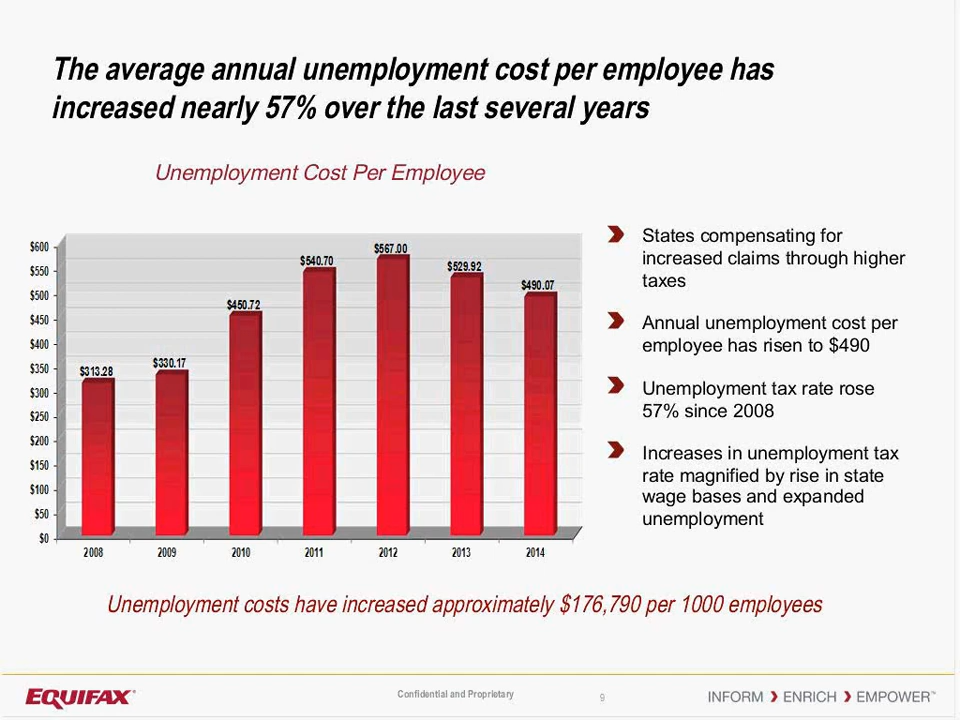 The average annual unemployment cost per employee has
increased nearly 57% over the last several years
Unemployment Cost Per Employee
$600
$550
$500
$450
$400
$350
$300
$250
$200
$150
$100
$50
$0
$313.28
$330.17
$450.72
$540.70
$567.00
$529.92
$490.07
2008 2009 2010 2011 2012 2013 2014
States compensating for
increased claims through higher
taxes
Annual unemployment cost per
employee has risen to $490
Unemployment tax rate rose
57% since 2008
Increases in unemployment tax
rate magnified by rise in state
wage bases and expanded
unemployment
Unemployment costs have increased approximately $176,790 per 1000 employees
EQUIFAX
Confidential and Proprietary
9
INFORM ENRICH EMPOWER™